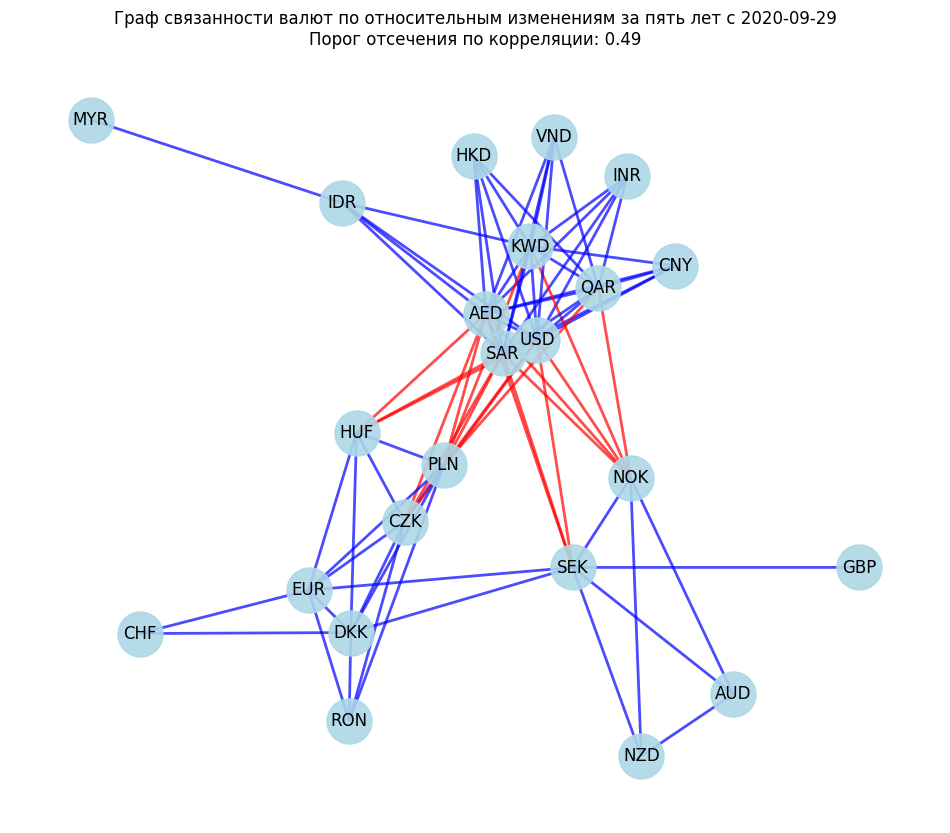 Граф связанности валют по относительным изменениям за пять лет с 2020-09-29
Порог отсечения по корреляции: 0.49
MYR
VND
HKD
INR
IDR
KWD
CNY
QAR
AED
USD
SAR
HUF
PLN
NOK
CZK
SEK
GBP
EUR
CHF
DKK
AUD
RON
NZD